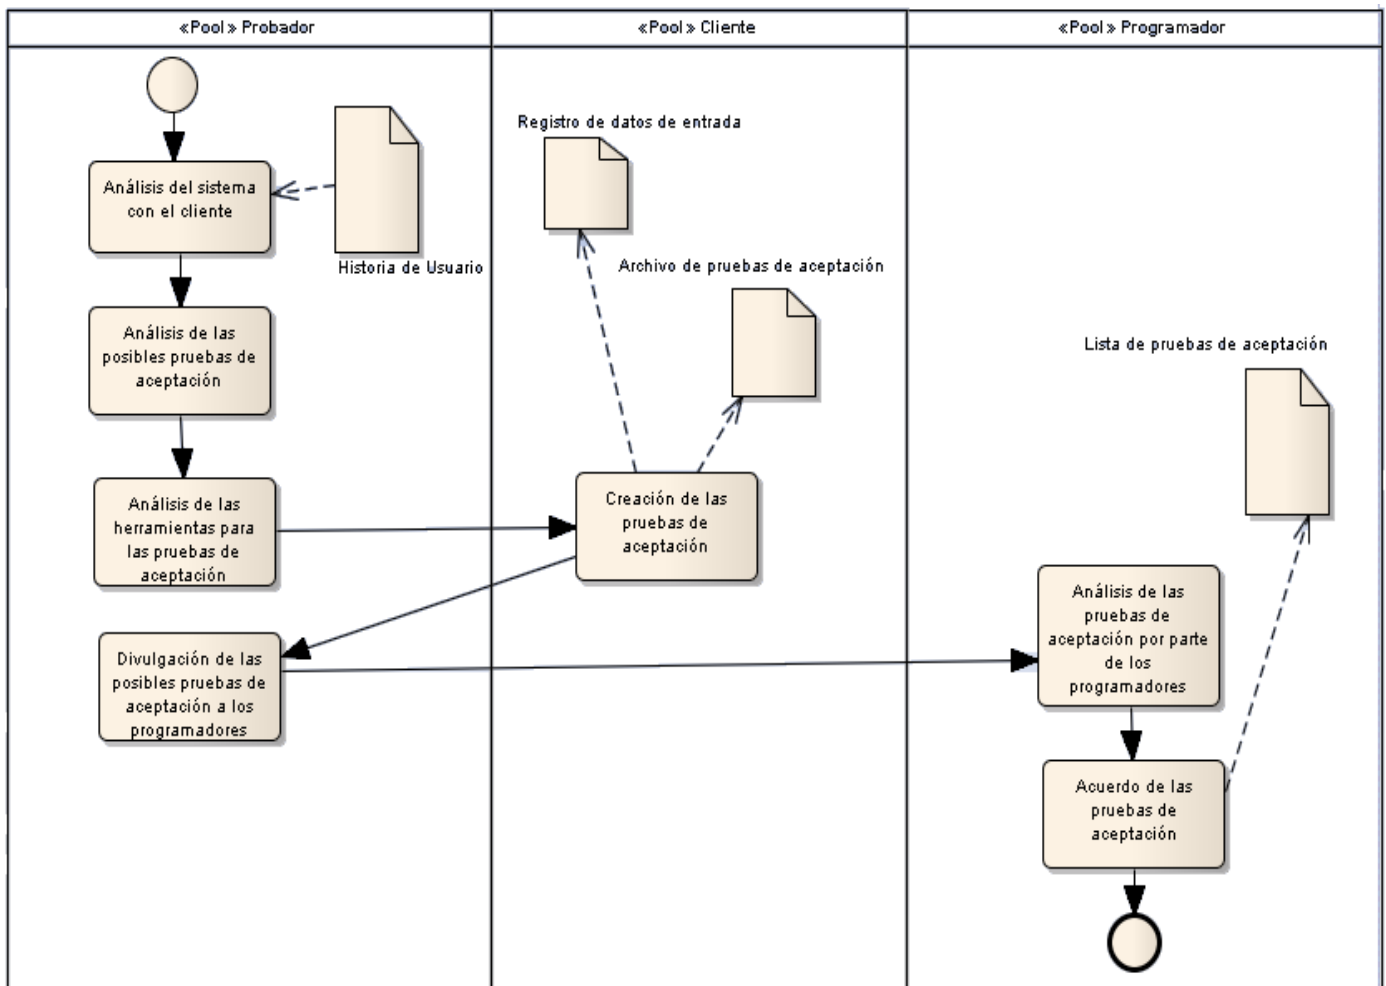 «Pool» Probador
«Pool» Cliente
«Pool» Programador
Análisis del sistema
con el cliente
Historia de Usuario
Análisis de las
posibles pruebas de
aceptación
Análisis de las
herramientas para
las pruebas de
aceptación
Divulgación de las
posibles pruebas de
aceptación a los
programadores
Registro de datos de entrada
Archivo de pruebas de aceptación
Creación de las
pruebas de
aceptación
Lista de pruebas de aceptación
Análisis de las
pruebas de
aceptación por parte
de los
programadores
Acuerdo de las
pruebas de
aceptación